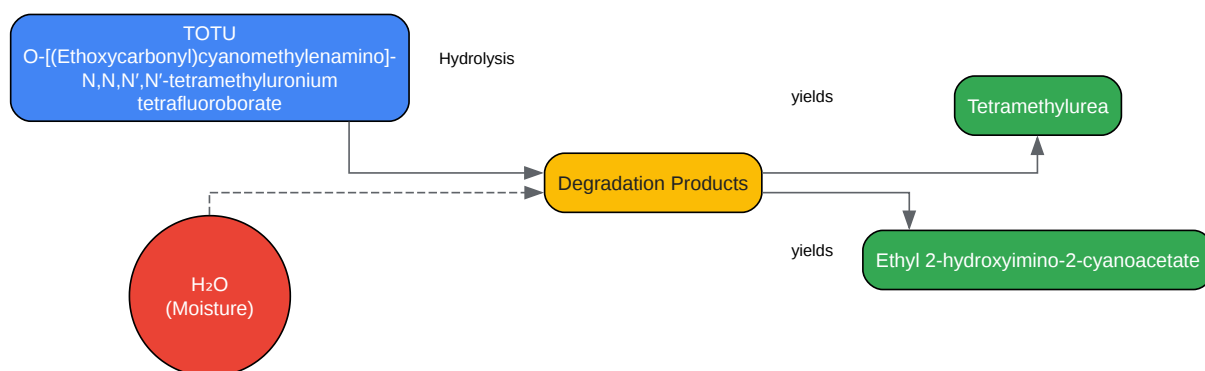 TOTU
O-[(Ethoxycarbonyl)cyanomethylenamino]-
N,N,N′,N′-tetramethyluronium
tetrafluoroborate
Hydrolysis
H₂O
(Moisture)
Degradation Products
yields
Tetramethylurea
yields
Ethyl 2-hydroxyimino-2-cyanoacetate